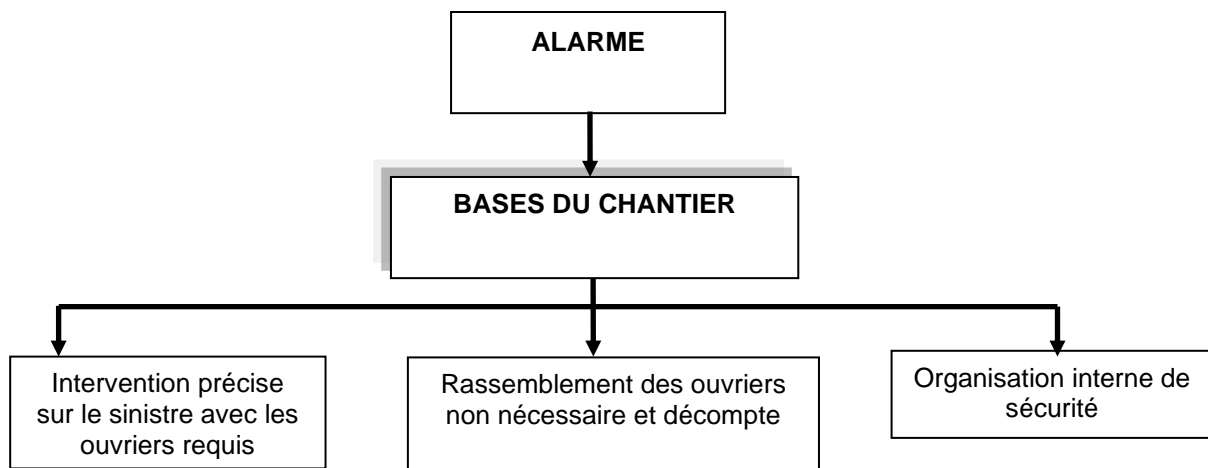 ALARME
BASES DU CHANTIER
Intervention précise
sur le sinistre avec les
ouvriers requis
Rassemblement des ouvriers
non nécessaire et décompte
Organisation interne de
sécurité